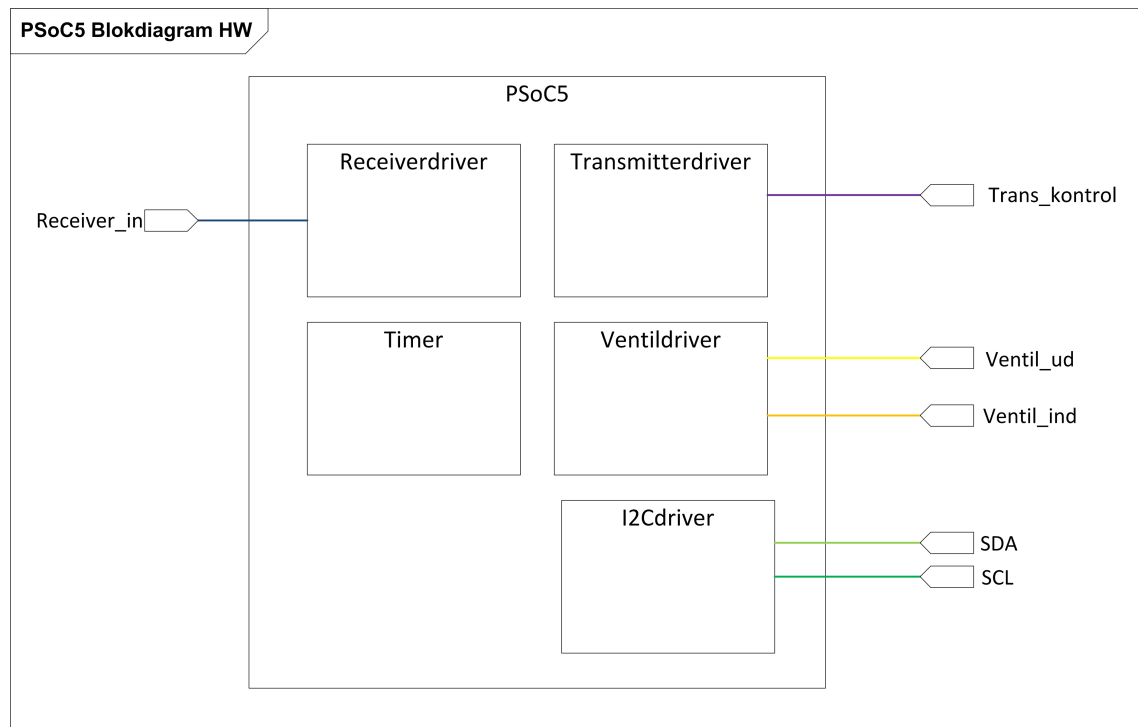 PSoC5 Blokdiagram HW
PSoC5
Receiverdriver
Transmitterdriver
Receiver_in
Trans_kontrol
Timer
Ventildriver
Ventil_ud
Ventil_ind
I2Cdriver
SDA
SCL